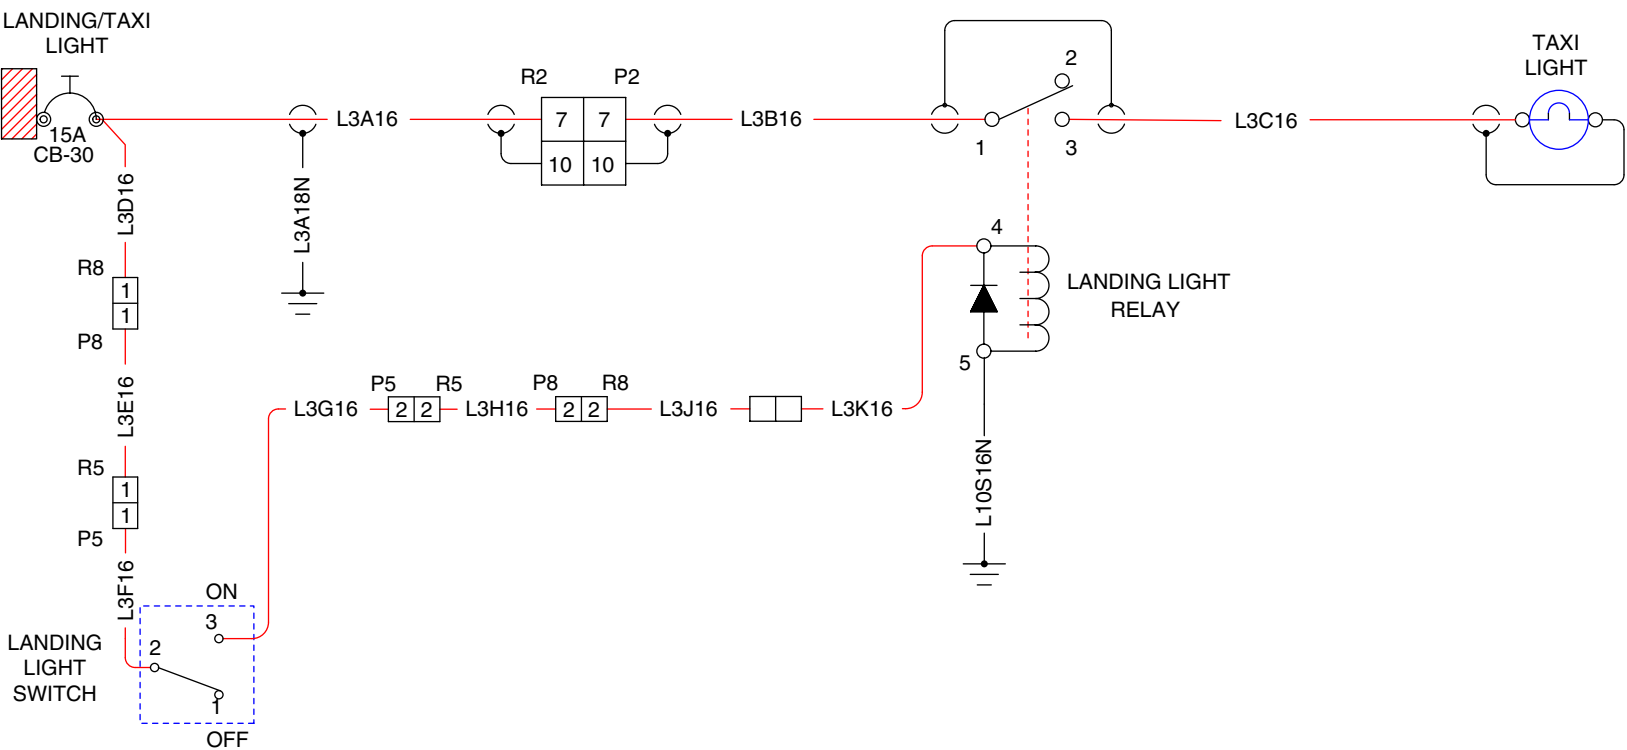 LANDING/TAXI
LIGHT
15A
CB-30
L3A16
R2
P2
7 7
10 10
L3B16
2
1
3
L3C16
TAXI
LIGHT
L3D16
L3A18N
R8
1
1
P8
4
5
LANDING LIGHT
RELAY
L3E16
L3G16
P5 R5
2 2
L3H16
P8 R8
2 2
L3J16
L3K16
R5
1
1
P5
L10S16N
L3F16
ON
3
2
1
OFF
LANDING
LIGHT
SWITCH